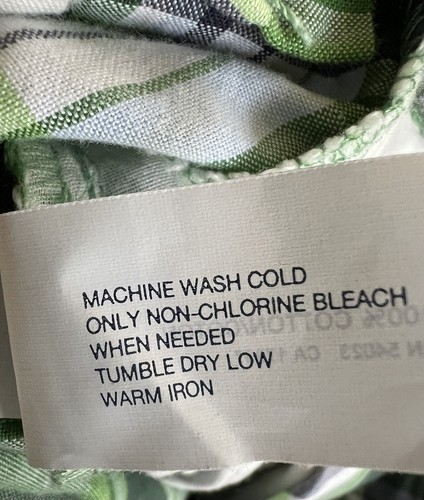 MACHINE WASH COLD
ONLY NON-CHLORINE BLEACH
WHEN NEEDED
TUMBLE DRY LOW
WARM IRON